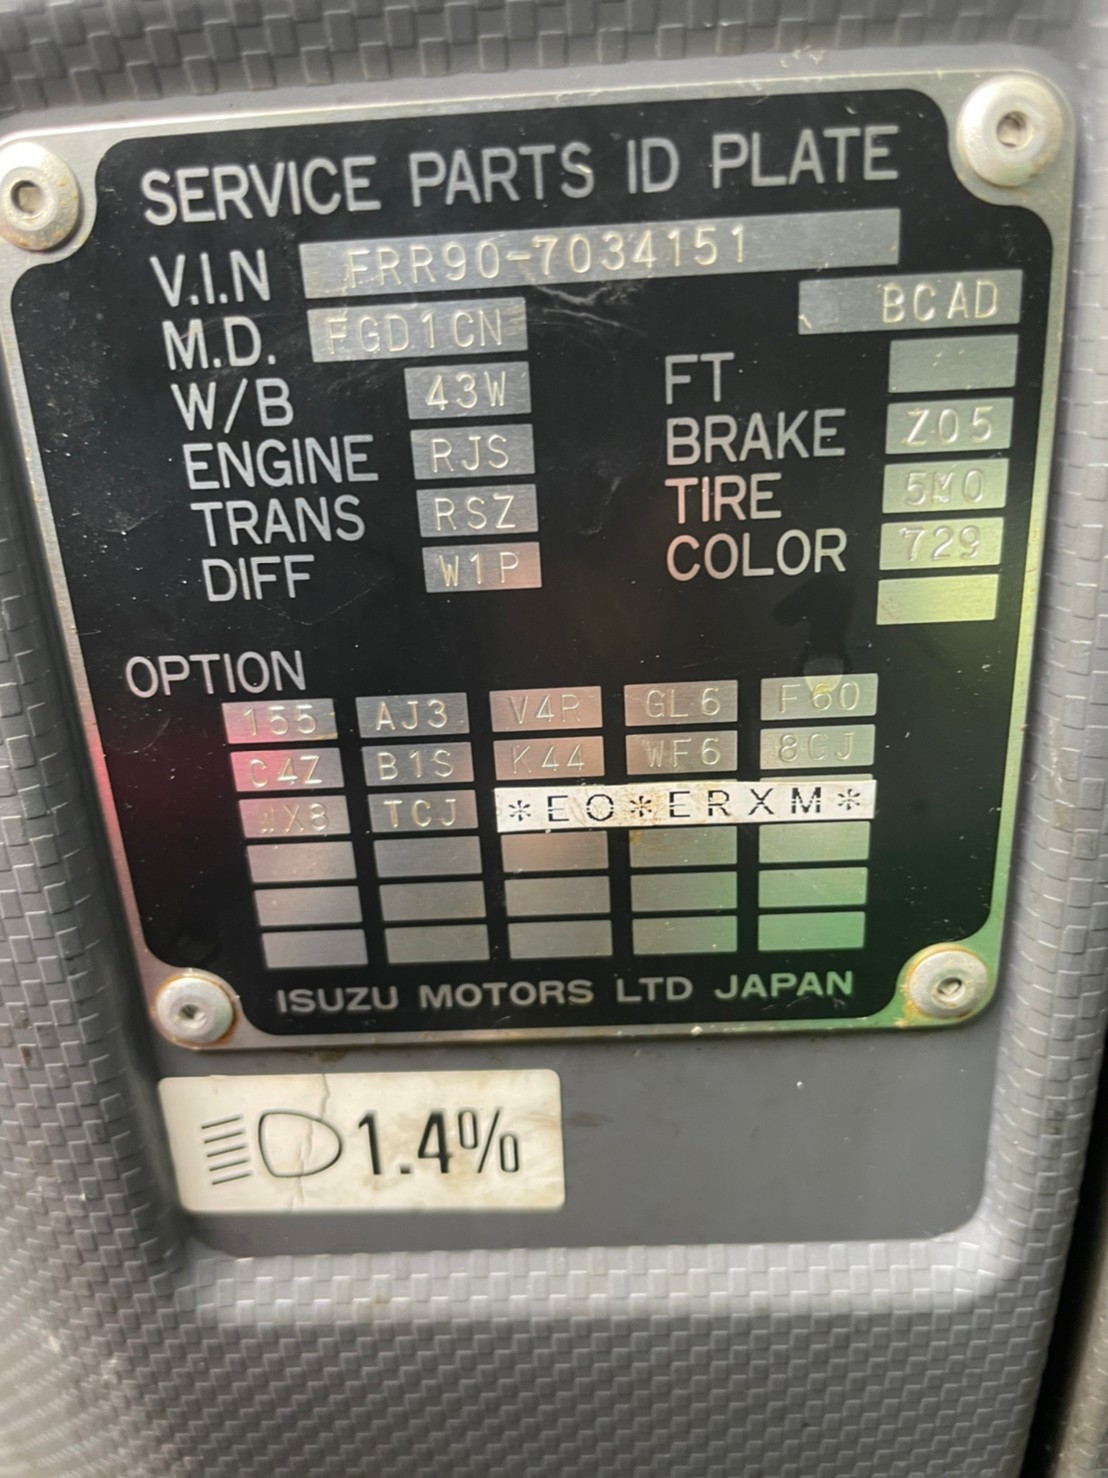 SERVICE PARTS ID PLATE
V.I.N FRR90-7034151
M.D. FGD1CN BCAD
W/B 43W FT
ENGINE RJS BRAKE Z05
TRANS RSZ TIRE 5M0
DIFF W1P COLOR 729
OPTION
155 AJ3 V4R GL6 F60
C4Z B1S K44 WF6 8GJ
WX8 TCJ *EO*ERXM*
ISUZU MOTORS LTD JAPAN
1.4%